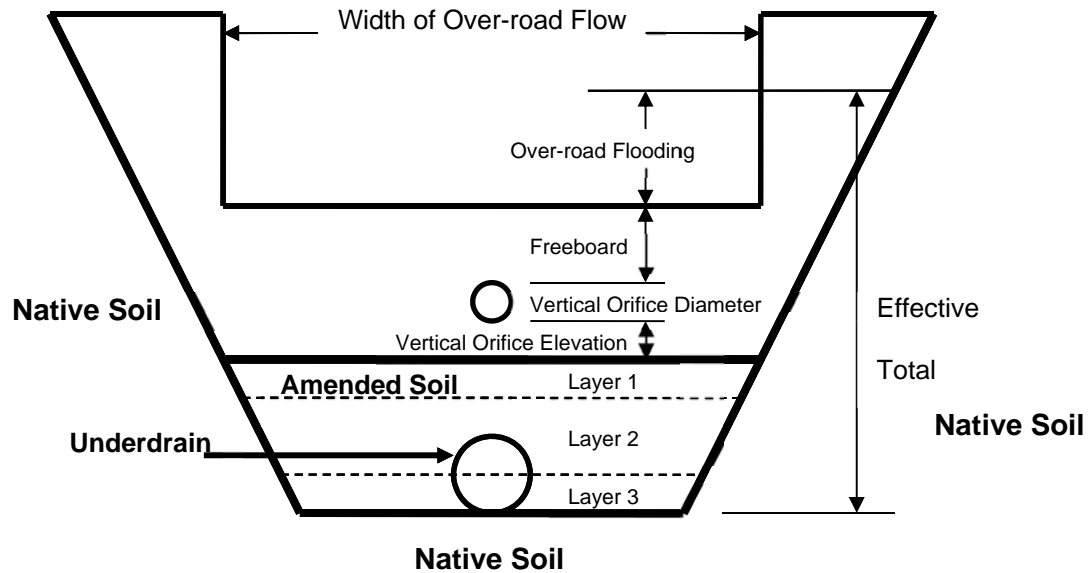 Width of Over-road Flow
Over-road Flooding
Freeboard
Native Soil
Vertical Orifice Diameter
Effective
Vertical Orifice Elevation
Total
Amended Soil
Layer 1
Native Soil
Underdrain
Layer 2
Layer 3
Native Soil